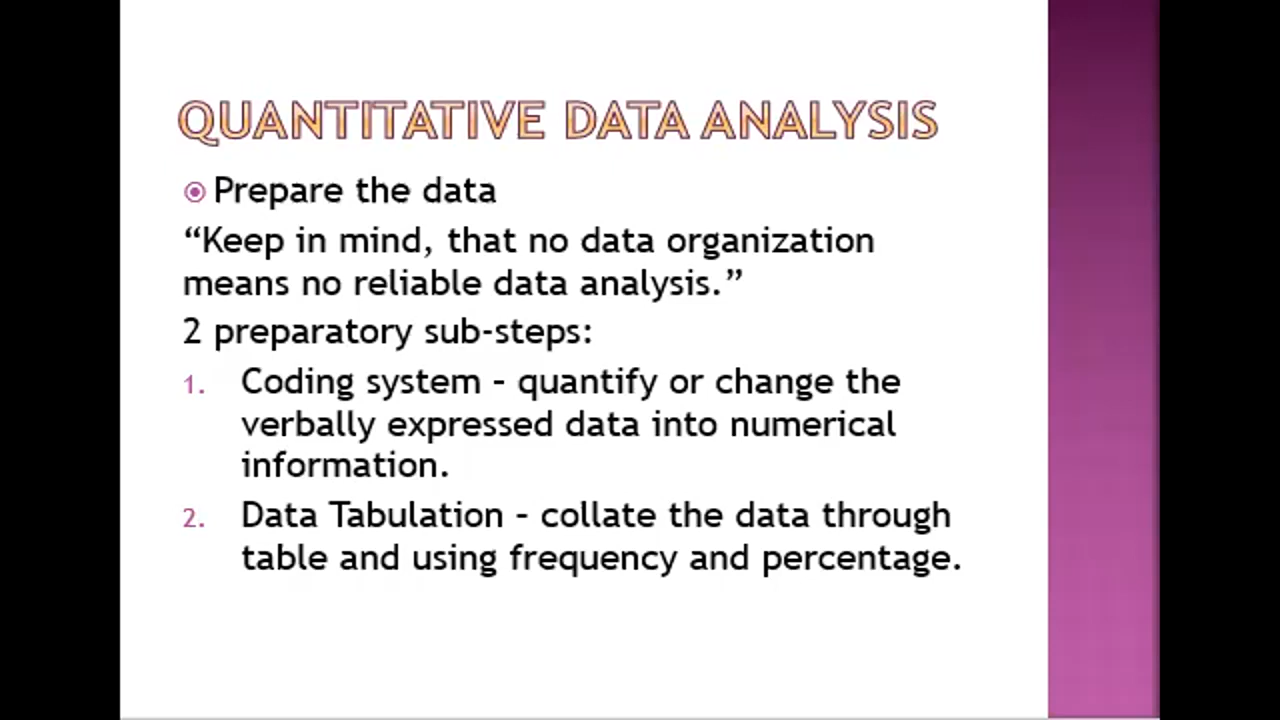 QUANTITATIVE DATA ANALYSIS
Prepare the data
“Keep in mind, that no data organization
means no reliable data analysis.”
2 preparatory sub-steps:
1. Coding system – quantify or change the
verbally expressed data into numerical
information.
2. Data Tabulation – collate the data through
table and using frequency and percentage.